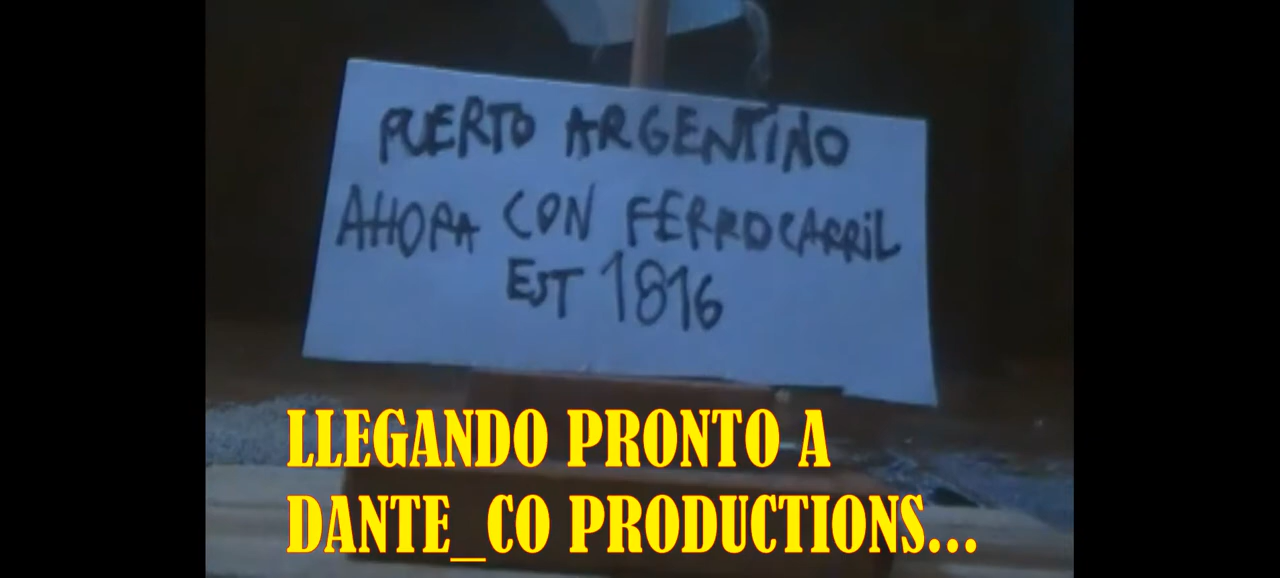 PUERTO ARGENTINO
AHORA CON FERROCARRIL
EST 1816
LLEGANDO PRONTO A
DANTE_CO PRODUCTIONS...